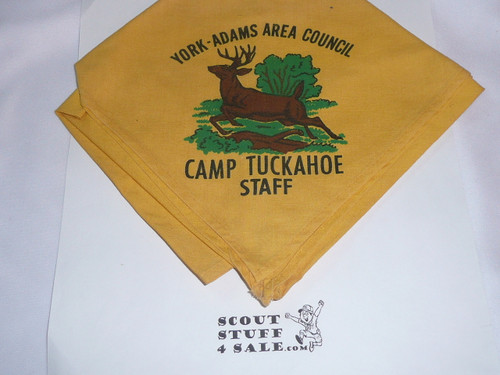 YORK-ADAMS AREA COUNCIL
CAMP TUCKAHOE
STAFF
SCOUT
STUFF
4 SALE.com